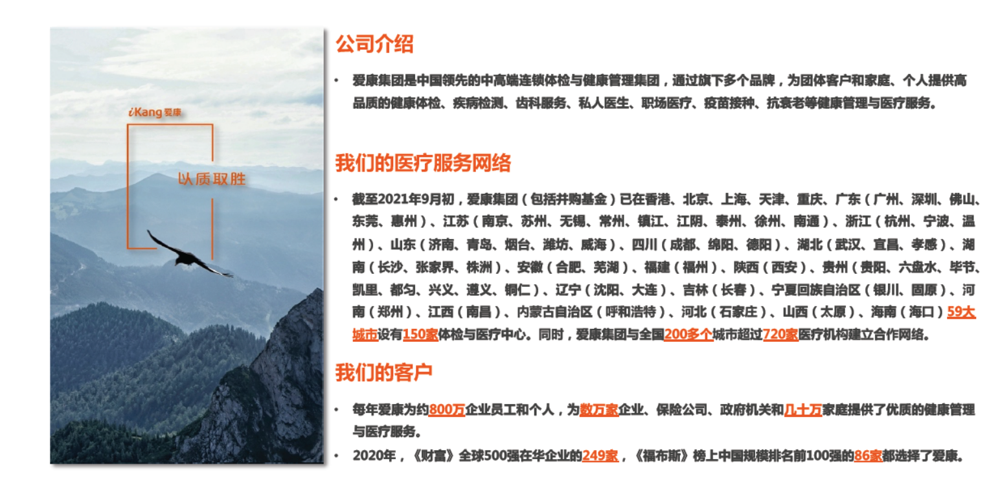 iKang 爱康
以质取胜
公司介绍
• 爱康集团是中国领先的中高端连锁体检与健康管理集团，通过旗下多个品牌，为团体客户和家庭、个人提供高
品质的健康体检、疾病检测、齿科服务、私人医生、职场医疗、疫苗接种、抗衰老等健康管理与医疗服务。
我们的医疗服务网络
• 截至2021年9月初，爱康集团（包括并购基金）已在香港、北京、上海、天津、重庆、广东（广州、深圳、佛山、
东莞、惠州）、江苏（南京、苏州、无锡、常州、镇江、江阴、泰州、徐州、南通）、浙江（杭州、宁波、温
州）、山东（济南、青岛、烟台、潍坊、威海）、四川（成都、绵阳、德阳）、湖北（武汉、宜昌、孝感）、湖
南（长沙、张家界、株洲）、安徽（合肥、芜湖）、福建（福州）、陕西（西安）、贵州（贵阳、六盘水、毕节、
凯里、都匀、兴义、遵义、铜仁）、辽宁（沈阳、大连）、吉林（长春）、宁夏回族自治区（银川、固原）、河
南（郑州）、江西（南昌）、内蒙古自治区（呼和浩特）、河北（石家庄）、山西（太原）、海南（海口）59大
城市设有150家体检与医疗中心。同时，爱康集团与全国200多个城市超过720家医疗机构建立合作网络。
我们的客户
• 每年爱康为约800万企业员工和个人，为数万家企业、保险公司、政府机关和几十万家庭提供了优质的健康管理
与医疗服务。
• 2020年，《财富》全球500强在华企业的249家，《福布斯》榜上中国规模排名前100强的86家都选择了爱康。